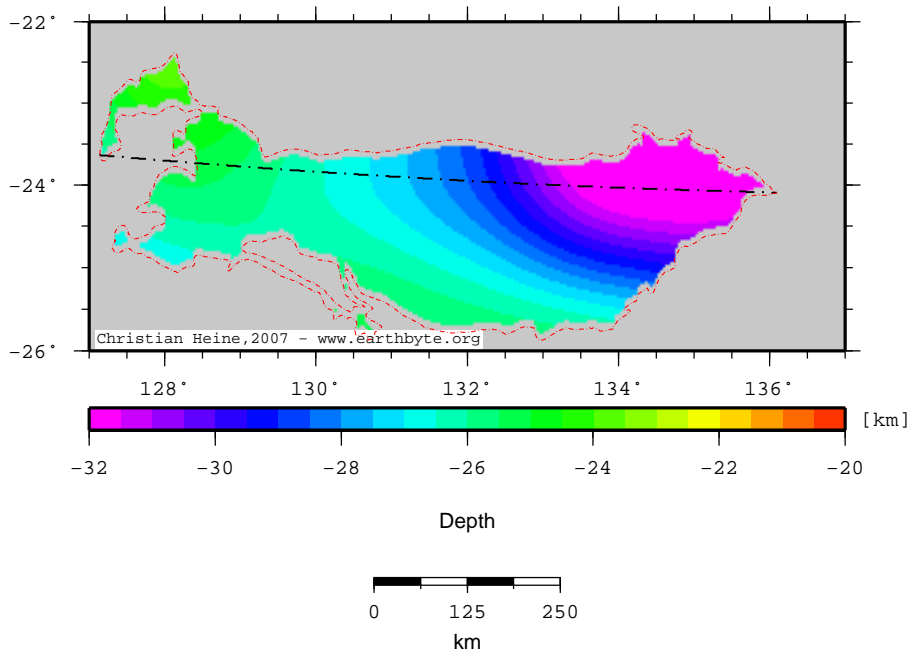 −22°
−24°
−26°
Christian Heine,2007 - www.earthbyte.org
128° 130° 132° 134° 136°
[km]
−32 −30 −28 −26 −24 −22 −20
Depth
0 125 250
km